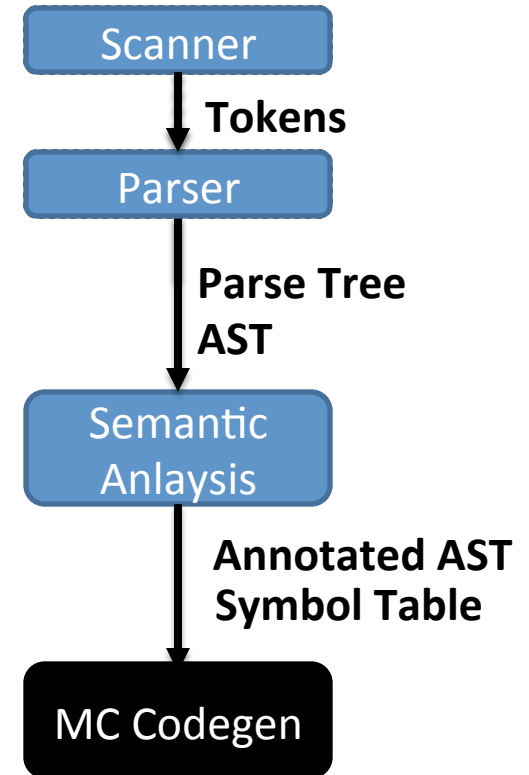 Scanner
Tokens
Parser
Parse Tree
AST
Semantic
Anlaysis
Annotated AST
Symbol Table
MC Codegen